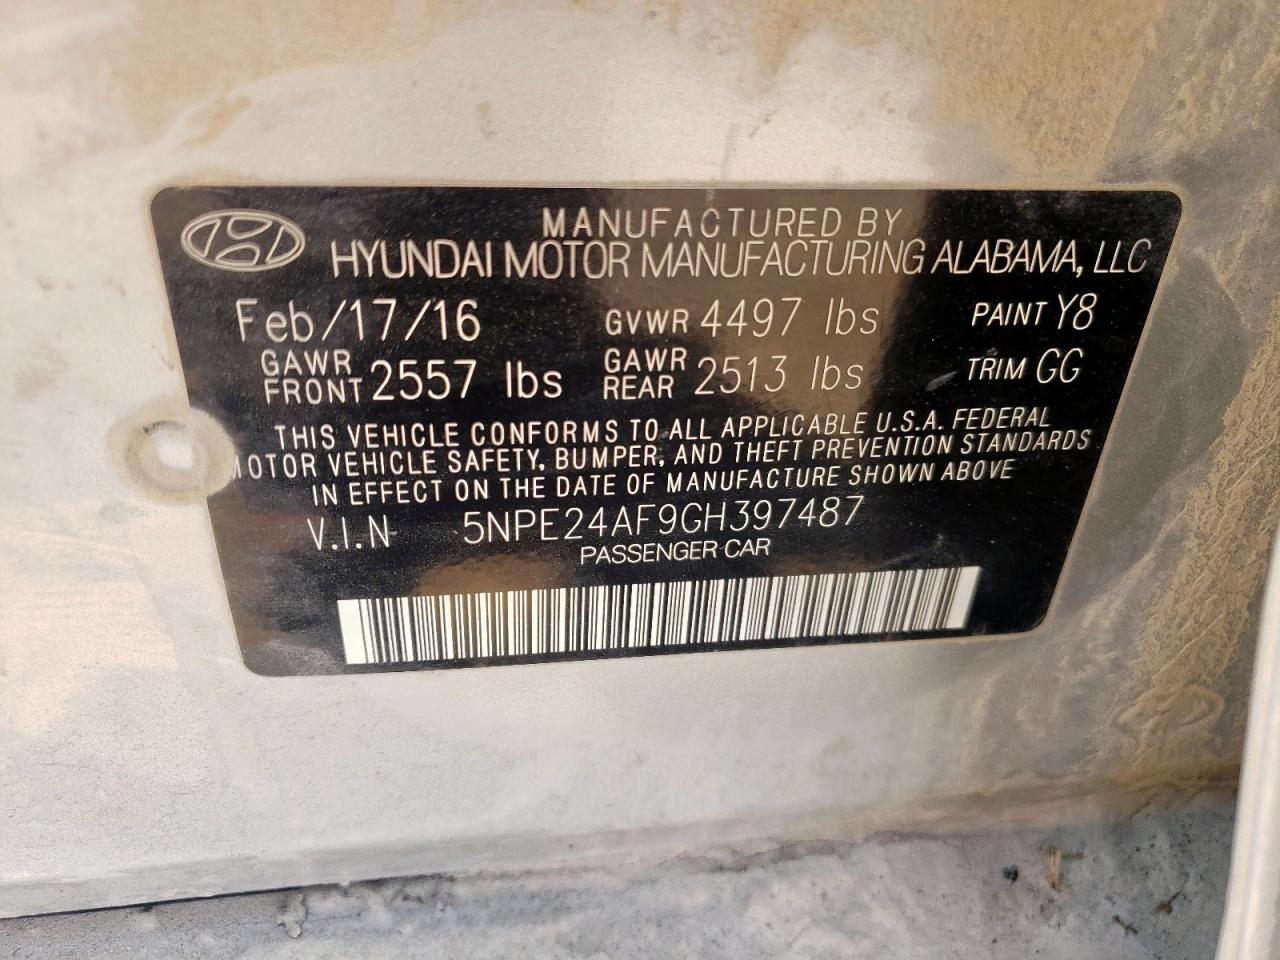 MANUFACTURED BY
HYUNDAI MOTOR MANUFACTURING ALABAMA, LLC
Feb/17/16 GVWR 4497 lbs PAINT Y8
GAWR FRONT 2557 lbs GAWR REAR 2513 lbs TRIM GG
THIS VEHICLE CONFORMS TO ALL APPLICABLE U.S.A. FEDERAL
MOTOR VEHICLE SAFETY, BUMPER, AND THEFT PREVENTION STANDARDS
IN EFFECT ON THE DATE OF MANUFACTURE SHOWN ABOVE
V.I.N 5NPE24AF9GH397487
PASSENGER CAR